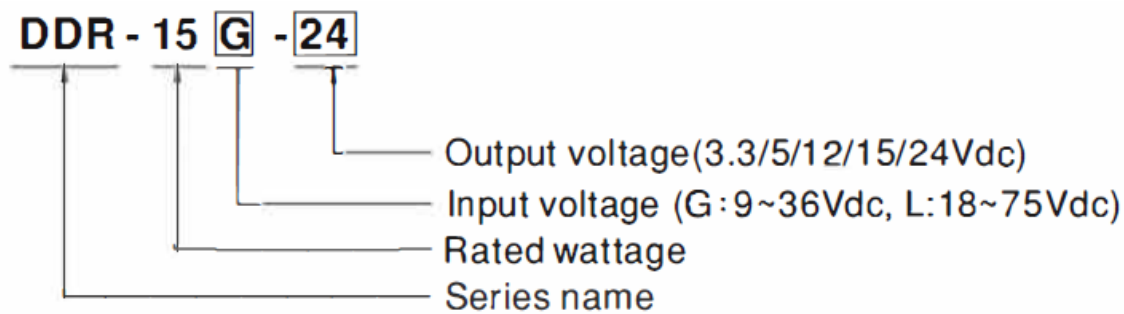 DDR - 15 G - 24
Output voltage(3.3/5/12/15/24Vdc)
Input voltage (G:9~36Vdc, L:18~75Vdc)
Rated wattage
Series name